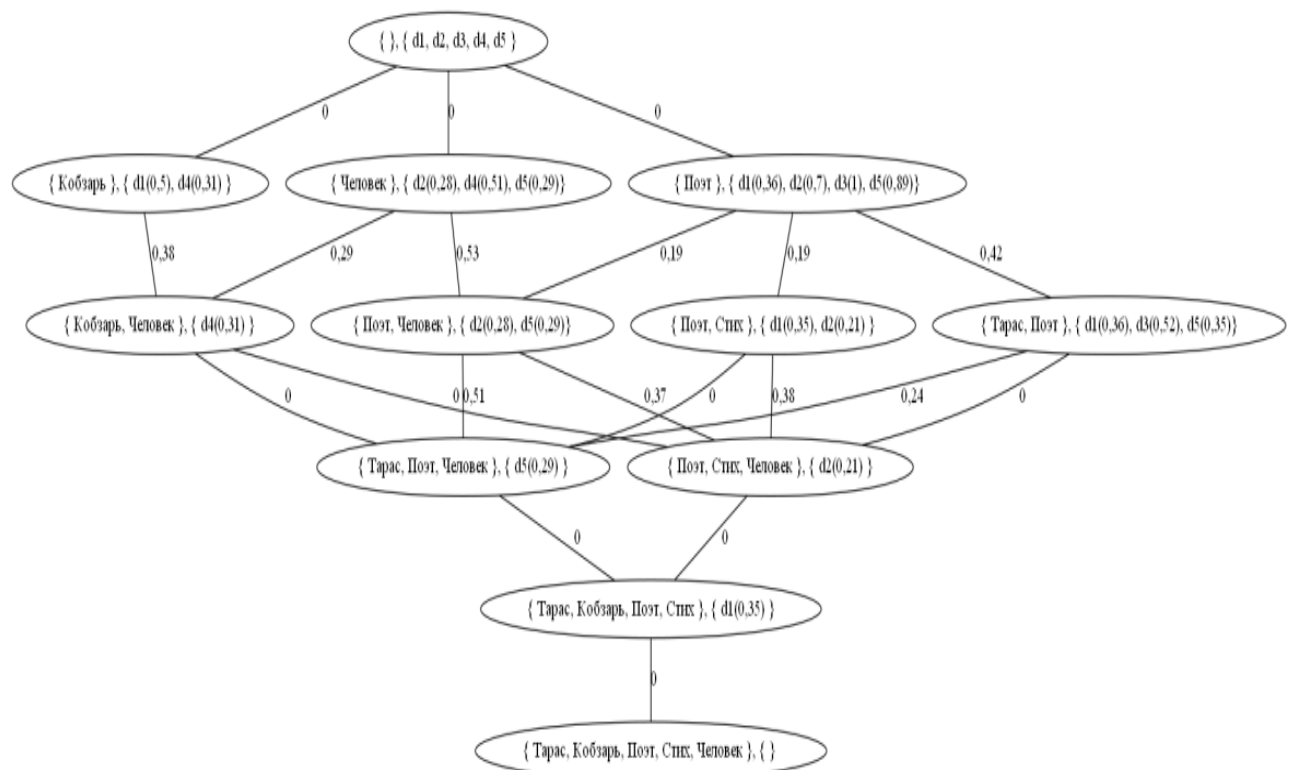 { }, { d1, d2, d3, d4, d5 }
0
0
0
{ Кобзарь }, { d1(0,5), d4(0,31) }
{ Человек }, { d2(0,28), d4(0,51), d5(0,29)}
{ Поэт }, { d1(0,36), d2(0,7), d3(1), d5(0,89)}
0,38
0,29
0,53
0,19
0,19
0,42
{ Кобзарь, Человек }, { d4(0,31) }
{ Поэт, Человек }, { d2(0,28), d5(0,29)}
{ Поэт, Стих }, { d1(0,35), d2(0,21) }
{ Тарас, Поэт }, { d1(0,36), d3(0,52), d5(0,35)}
0
0
0,51
0,37
0
0,38
0,24
0
{ Тарас, Поэт, Человек }, { d5(0,29) }
{ Поэт, Стих, Человек }, { d2(0,21) }
0
0
{ Тарас, Кобзарь, Поэт, Стих }, { d1(0,35) }
0
{ Тарас, Кобзарь, Поэт, Стих, Человек }, { }